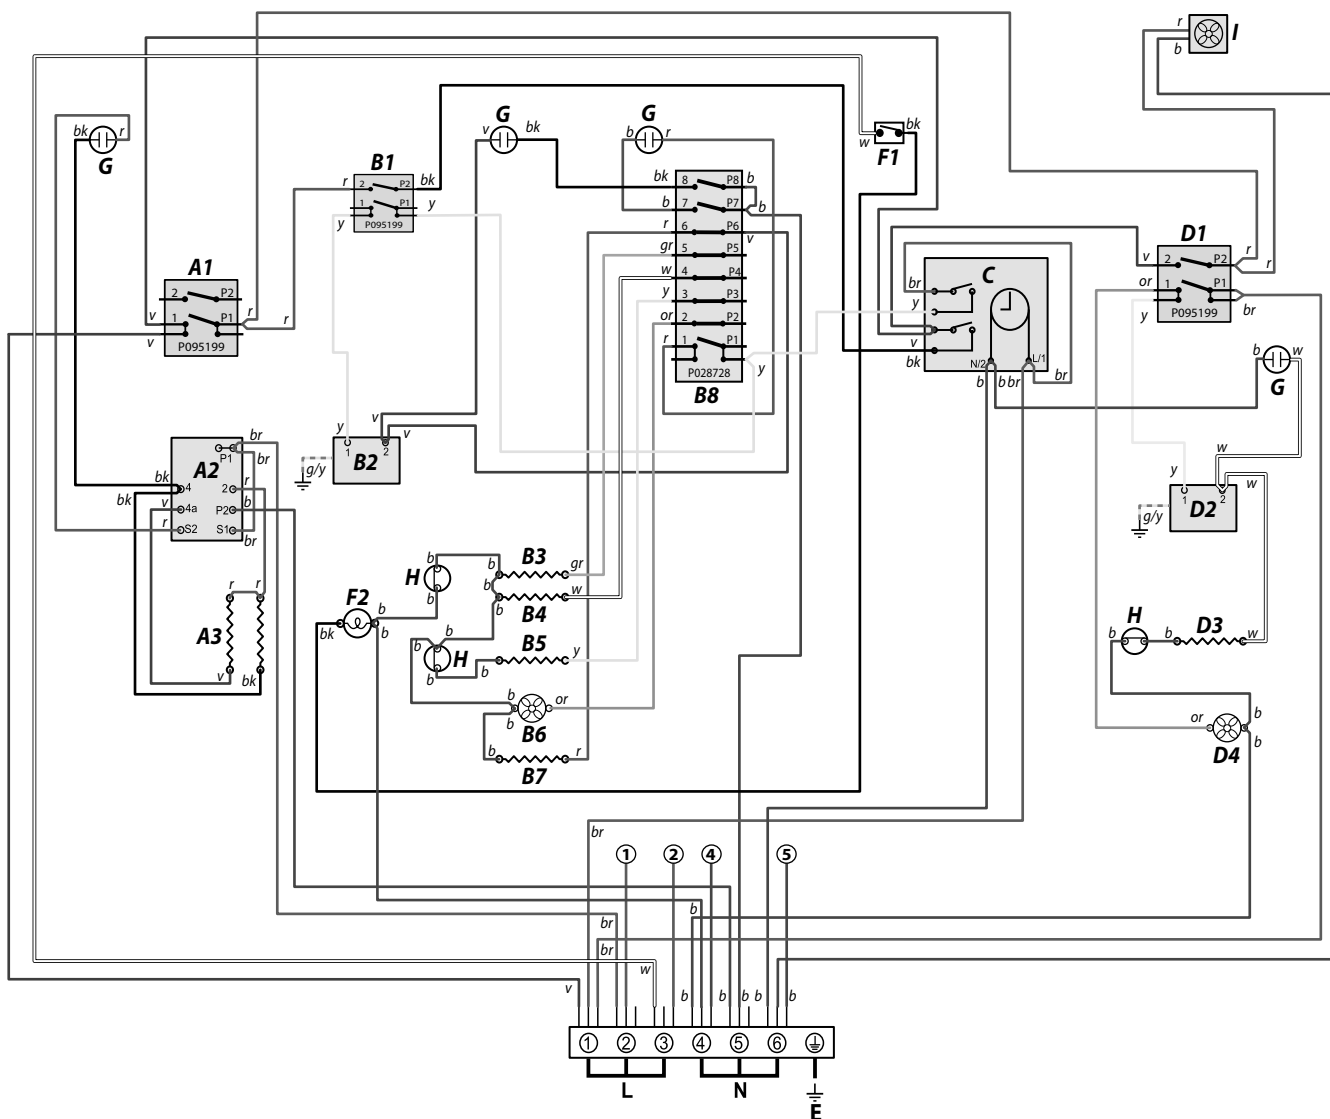 r
b
I
bk
r
G
v
G
bk
b
G
r
w
F1
bk
B1
r
2
P2
bk
1
P1
y
y
P095199
bk
8
P8
b
b
7
P7
b
r
6
P6
v
gr
5
P5
w
4
P4
y
3
P3
or
2
P2
r
1
P1
y
P028728
B8
A1
2
P2
v
1
P1
r
r
r
v
P095199
C
br
y
v
bk
N/2
L/1
b
b
br
br
D1
v
2
P2
r
r
or
1
P1
y
P095199
br
b
w
G
y
1
2
v
v
B2
g/y
P1
br
br
A2
bk
4
2
r
bk
v
4a
P2
b
r
S2
S1
br
w
w
y
1
2
D2
g/y
r
r
A3
v
bk
F2
bk
b
b
b
H
b
b
B3
gr
b
b
B4
w
b
b
H
b
b
B5
y
b
b
B6
or
b
B7
r
H
b
b
D3
w
or
b
b
D4
br
1
2
4
5
br
br
b
w
v
b
b
b
b
b
1
2
3
4
5
6
L
N
E